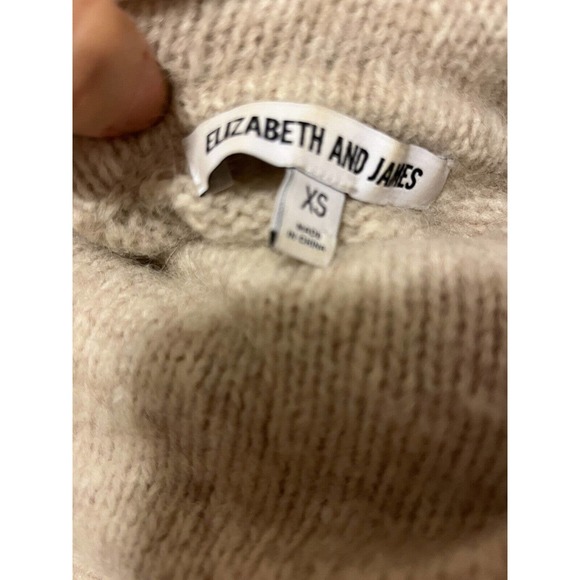 ELIZABETH AND JAMES
XS
MADE
IN CHINA